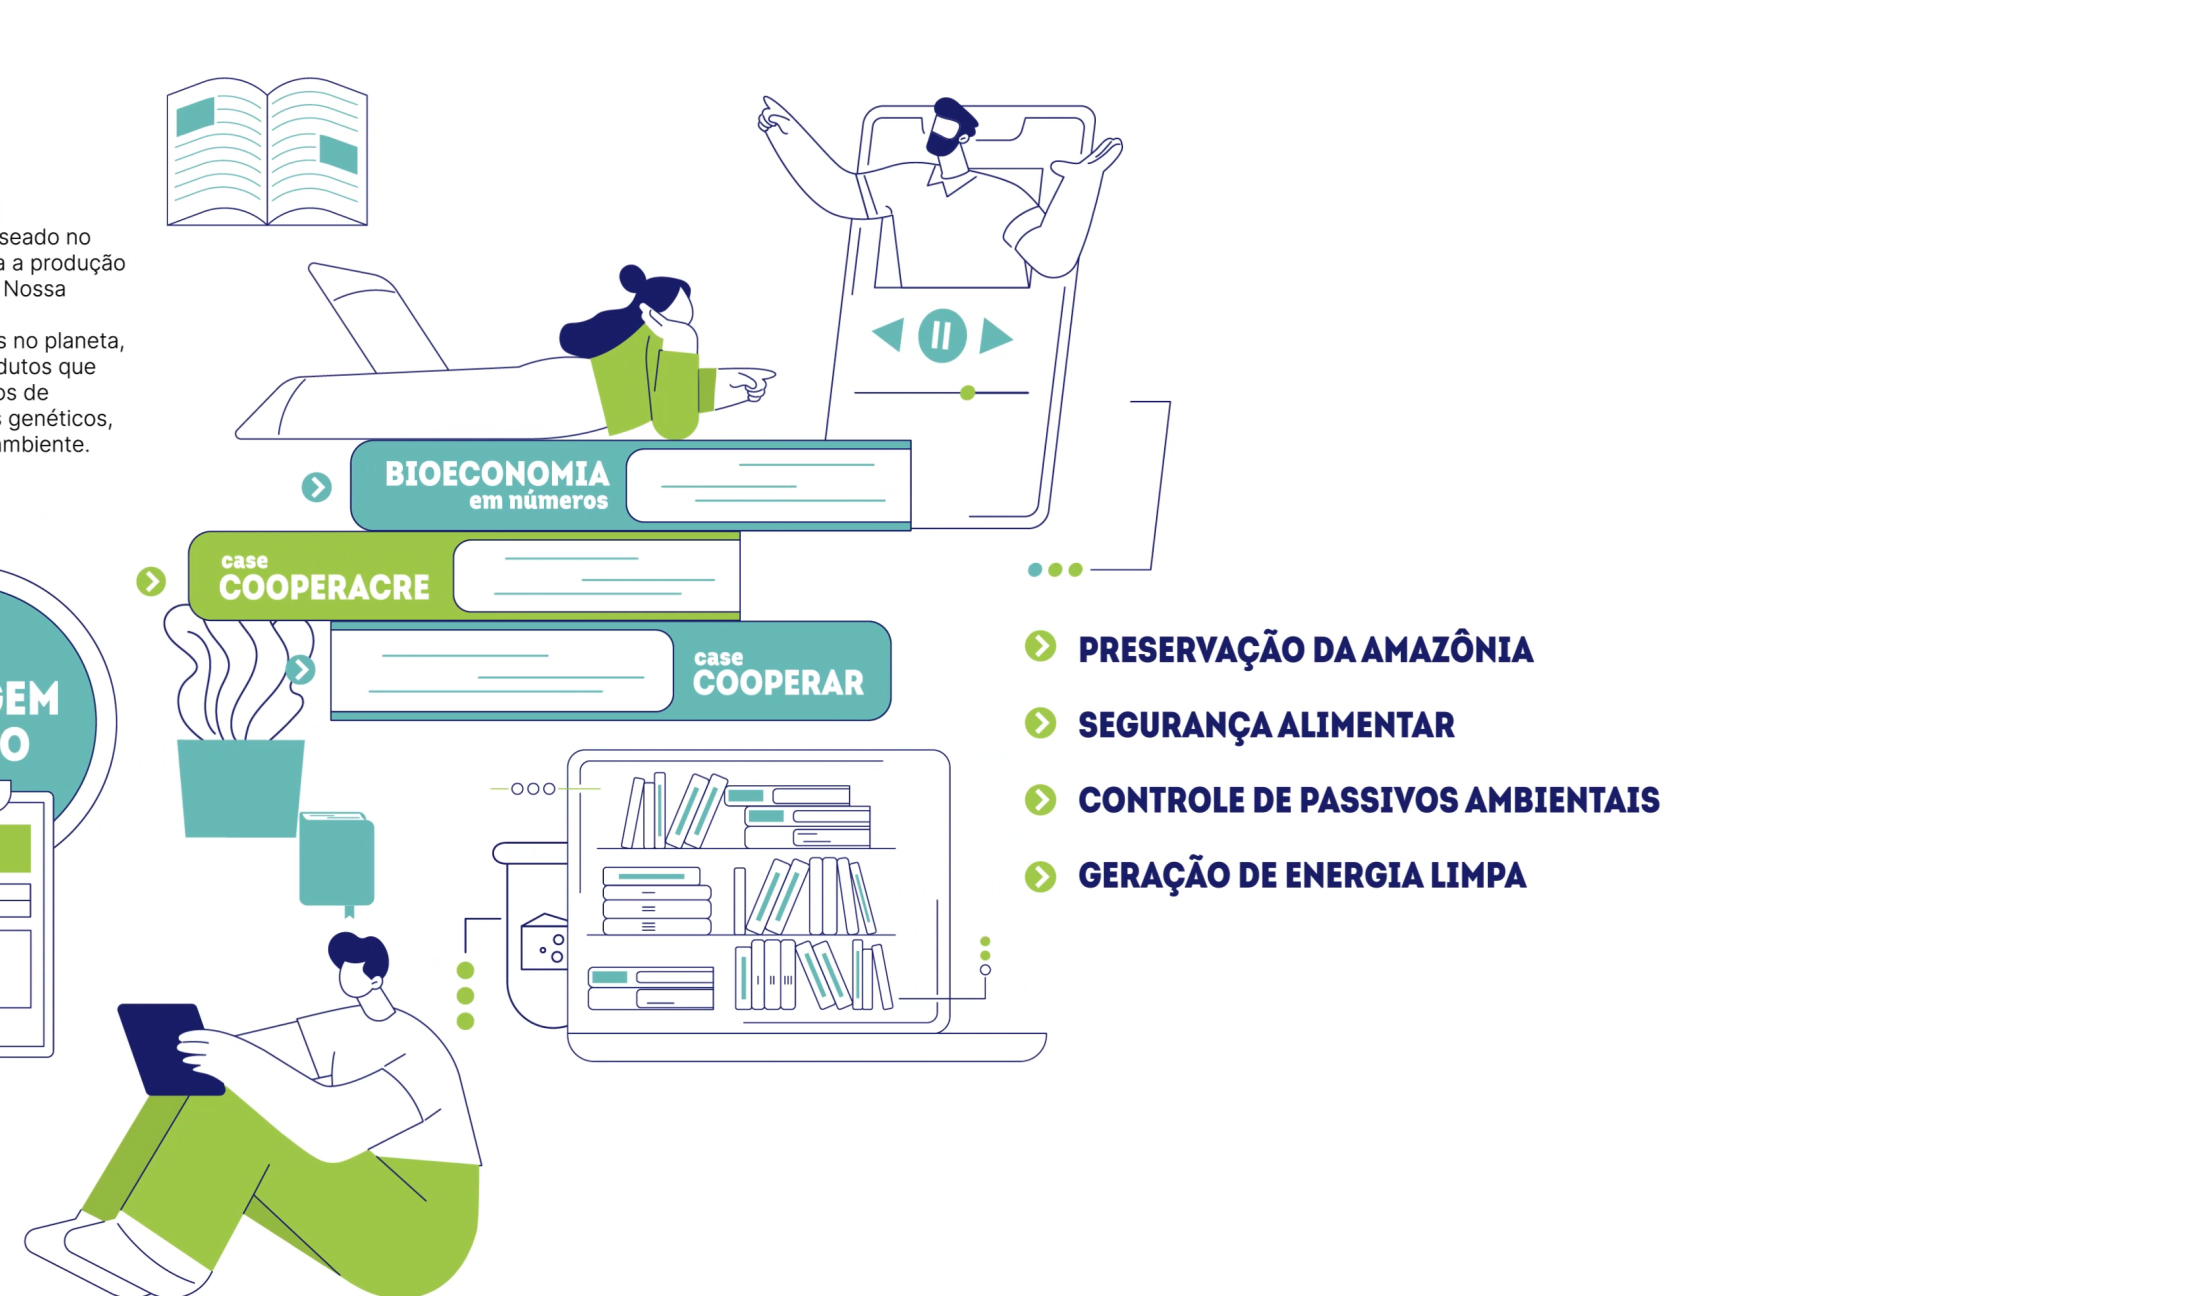 seado no
a a produção
Nossa
s no planeta,
dutos que
os de
s genéticos,
ambiente.
BIOECONOMIA
em números
case
COOPERACRE
case
COOPERAR
GEM
O
PRESERVAÇÃO DA AMAZÔNIA
SEGURANÇA ALIMENTAR
CONTROLE DE PASSIVOS AMBIENTAIS
GERAÇÃO DE ENERGIA LIMPA